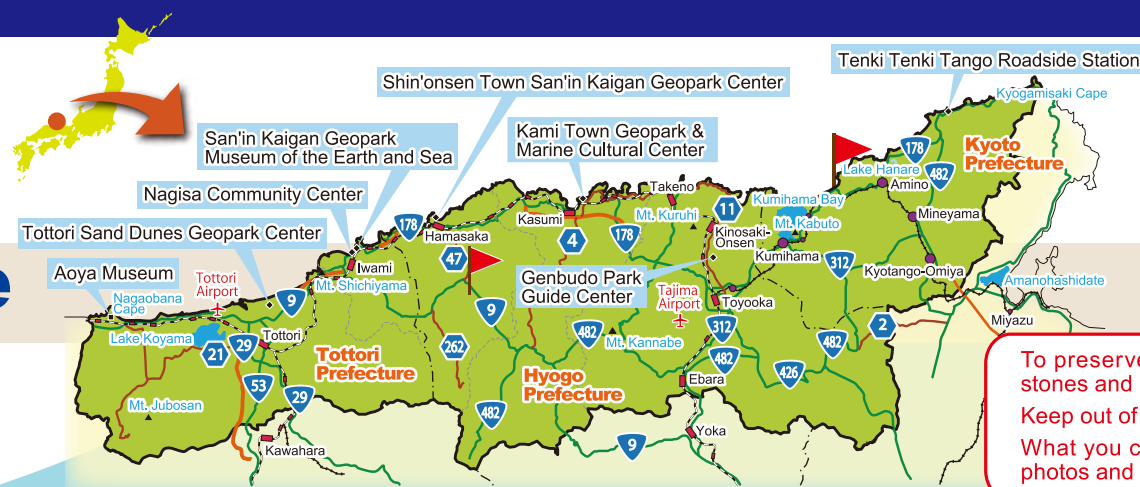 Tenki Tenki Tango Roadside Station
Shin'onsen Town San'in Kaigan Geopark Center
Kyogamisaki Cape
San'in Kaigan Geopark
Museum of the Earth and Sea
Kami Town Geopark &
Marine Cultural Center
Kyoto
Prefecture
178
482
Lake Hanare
Amino
Nagisa Community Center
Takeno
Kumihama Bay
Mt. Kabuto
Mineyama
Tottori Sand Dunes Geopark Center
178
Hamasaka
Kasumi
4
178
Mt. Kuruhi
11
Kinosaki-
Onsen
Kumihama
312
Kyotango-Omiya
Amanohashidate
Miyazu
Aoya Museum
Nagaobana
Cape
Tottori
Airport
9
Iwami
Mt. Shichiyama
47
Genbudo Park
Guide Center
Tajima
Airport
Toyooka
Lake Koyama
21
29
Tottori
9
482
Mt. Kannabe
312
482
482
2
262
Tottori
Prefecture
Hyogo
Prefecture
Ebara
426
53
29
Mt. Jubosan
482
Kawahara
9
Yoka
To preserve
stones and
Keep out of
What you c
photos and